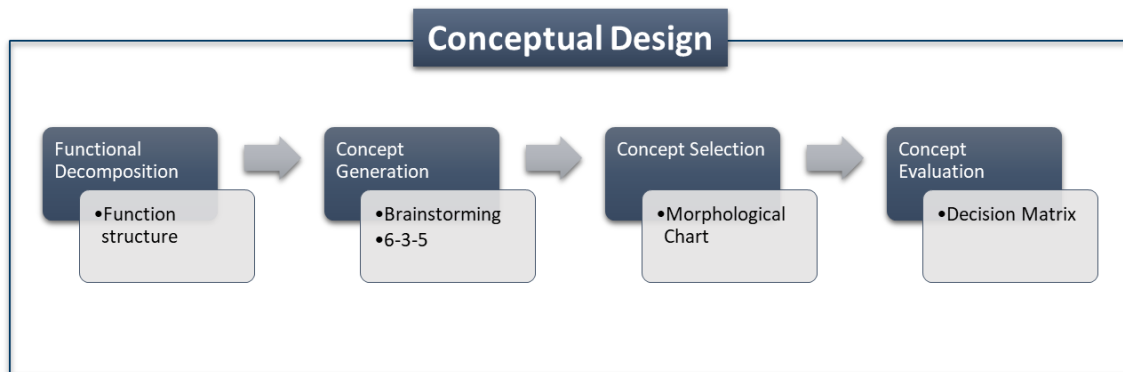 Conceptual Design
Functional
Decomposition
•Function
structure
Concept
Generation
•Brainstorming
•6-3-5
Concept Selection
•Morphological
Chart
Concept
Evaluation
•Decision Matrix